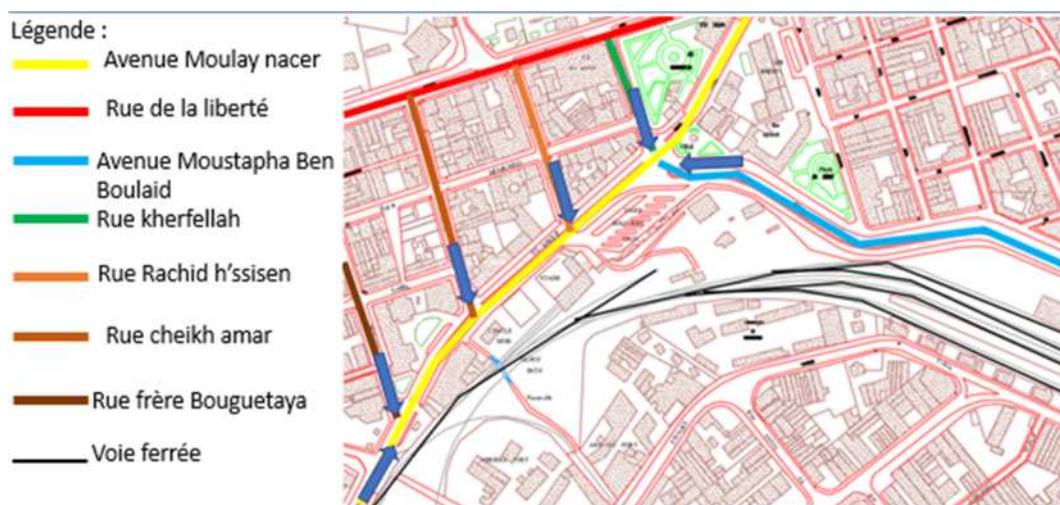 Légende :
Avenue Moulay nacer
Rue de la liberté
Avenue Moustapha Ben
Boulaid
Rue kherfellah
Rue Rachid h'ssisen
Rue cheikh amar
Rue frère Bouguetaya
Voie ferrée